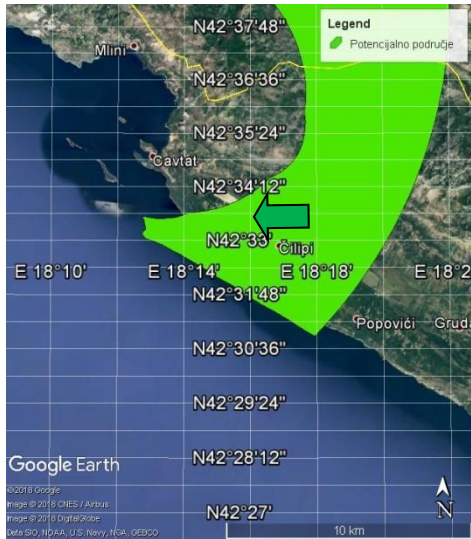 Legend
Potencijalno područje
N42°37'48"
Mlini
N42°36'36"
N42°35'24"
Cavtat
N42°34'12"
N42°33'
Čilipi
E 18°10'
E 18°14'
E 18°18'
E 18°2
N42°31'48"
Popovići
Gruda
N42°30'36"
N42°29'24"
Google Earth
N42°28'12"
©2018 Google
Image © 2018 CNES / Airbus
Image © 2018 DigitalGlobe
Data SIO, NOAA, U.S. Navy, NGA, GEBCO
N42°27'
N
10 km